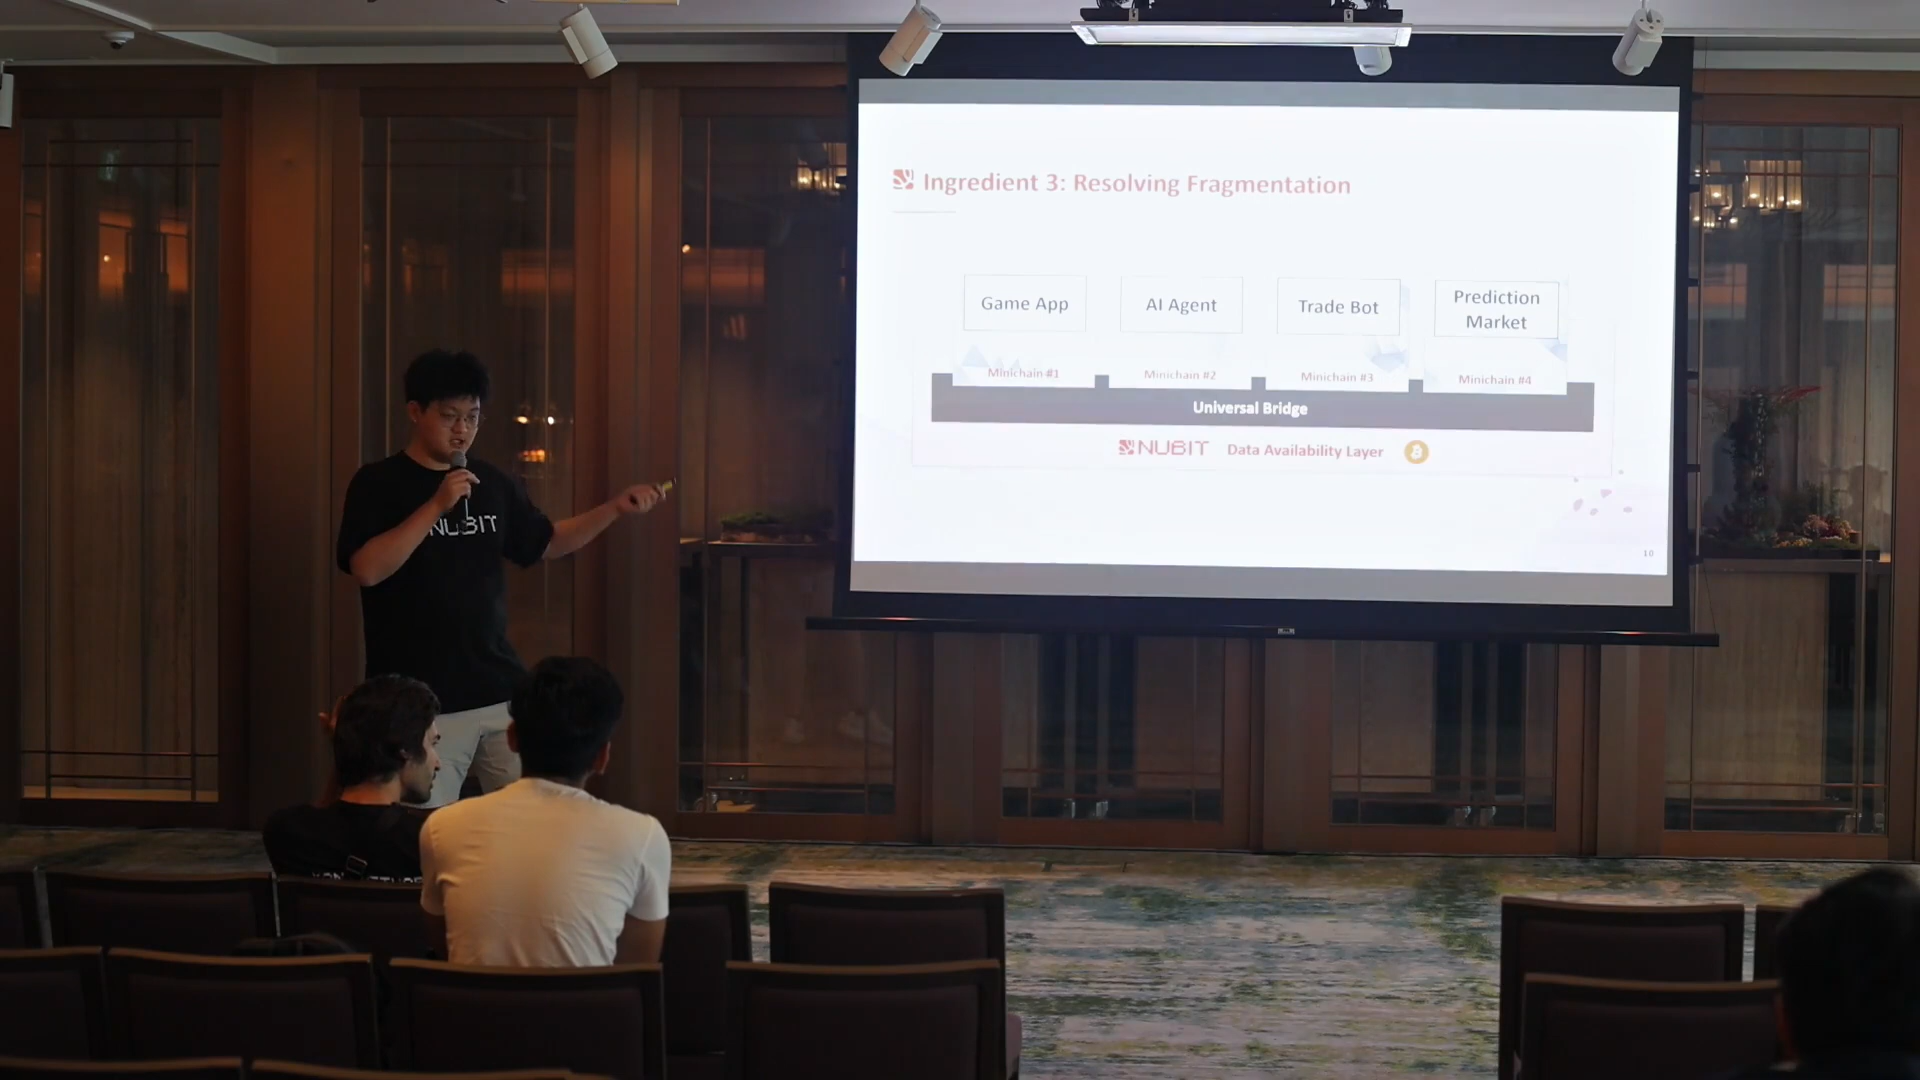 Ingredient 3: Resolving Fragmentation
Game App
AI Agent
Trade Bot
Prediction
Market
Minichain #1
Minichain #2
Minichain #3
Minichain #4
Universal Bridge
NUBIT Data Availability Layer
10
NUBIT